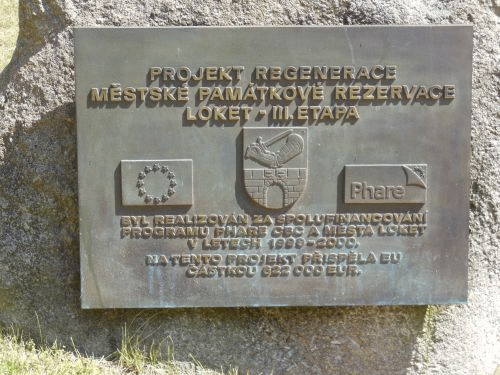 PROJEKT REGENERACE
MĚSTSKÉ PAMÁTKOVÉ REZERVACE
LOKET - III. ETAPA
Phare
BYL REALIZOVÁN ZA SPOLUFINANCOVÁNÍ
PROGRAMU PHARE CBC A MĚSTA LOKET
V LETECH 1998-2000.
NA TENTO PROJEKT PŘISPĚLA EU
ČÁSTKOU 622 000 EUR.